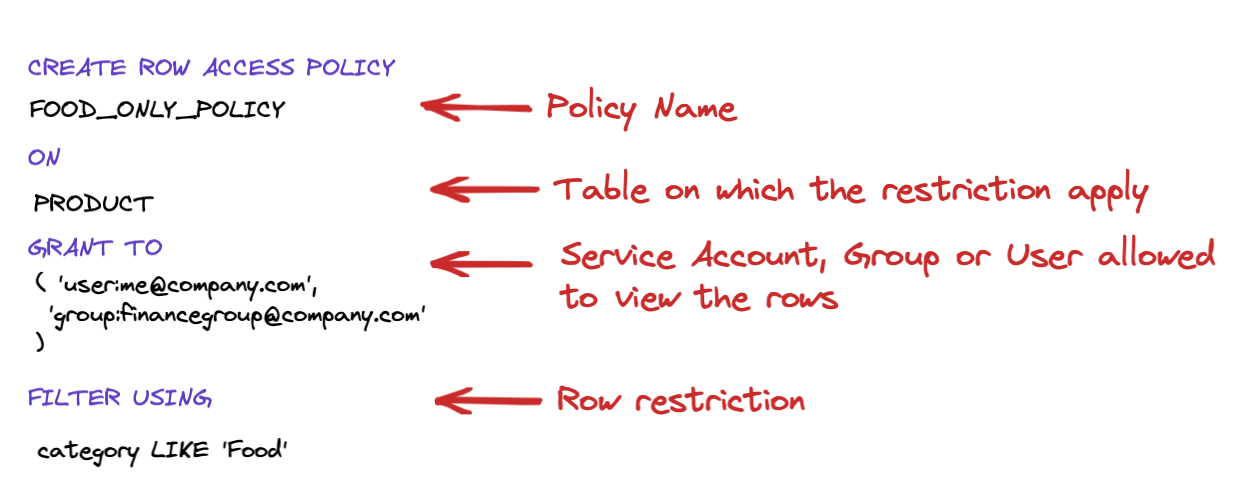 CREATE ROW ACCESS POLICY
FOOD_ONLY_POLICY
Policy Name
ON
PRODUCT
Table on which the restriction apply
GRANT TO
( 'user:me@company.com',
'group:financegroup@company.com'
)
Service Account, Group or User allowed
to view the rows
FILTER USING
Row restriction
category LIKE 'Food'